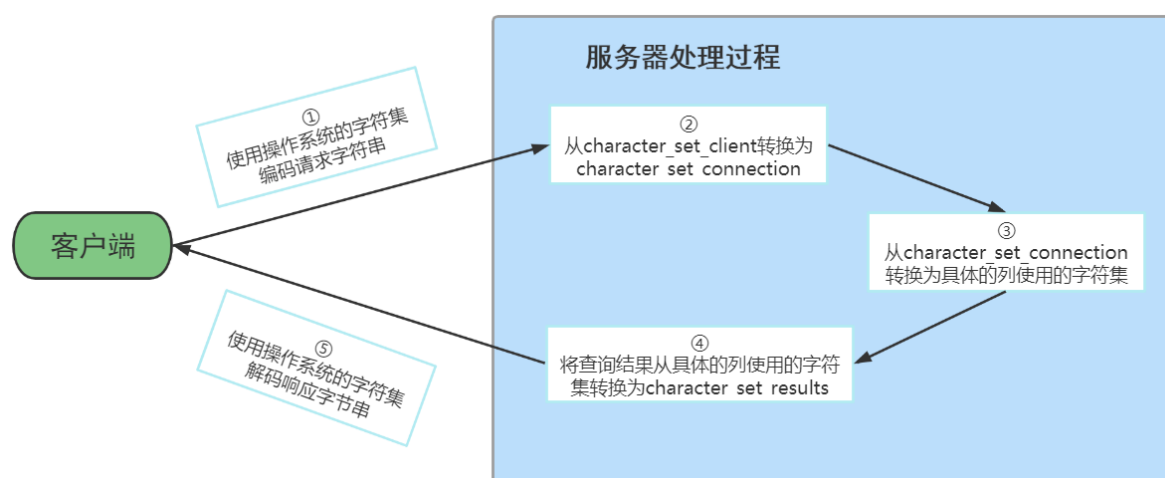 服务器处理过程
①
使用操作系统的字符集
编码请求字符串
②
从character_set_client转换为
character_set_connection
客户端
③
从character_set_connection
转换为具体的列使用的字符集
④
将查询结果从具体的列使用的字符
集转换为character_set_results
⑤
使用操作系统的字符集
解码响应字节串